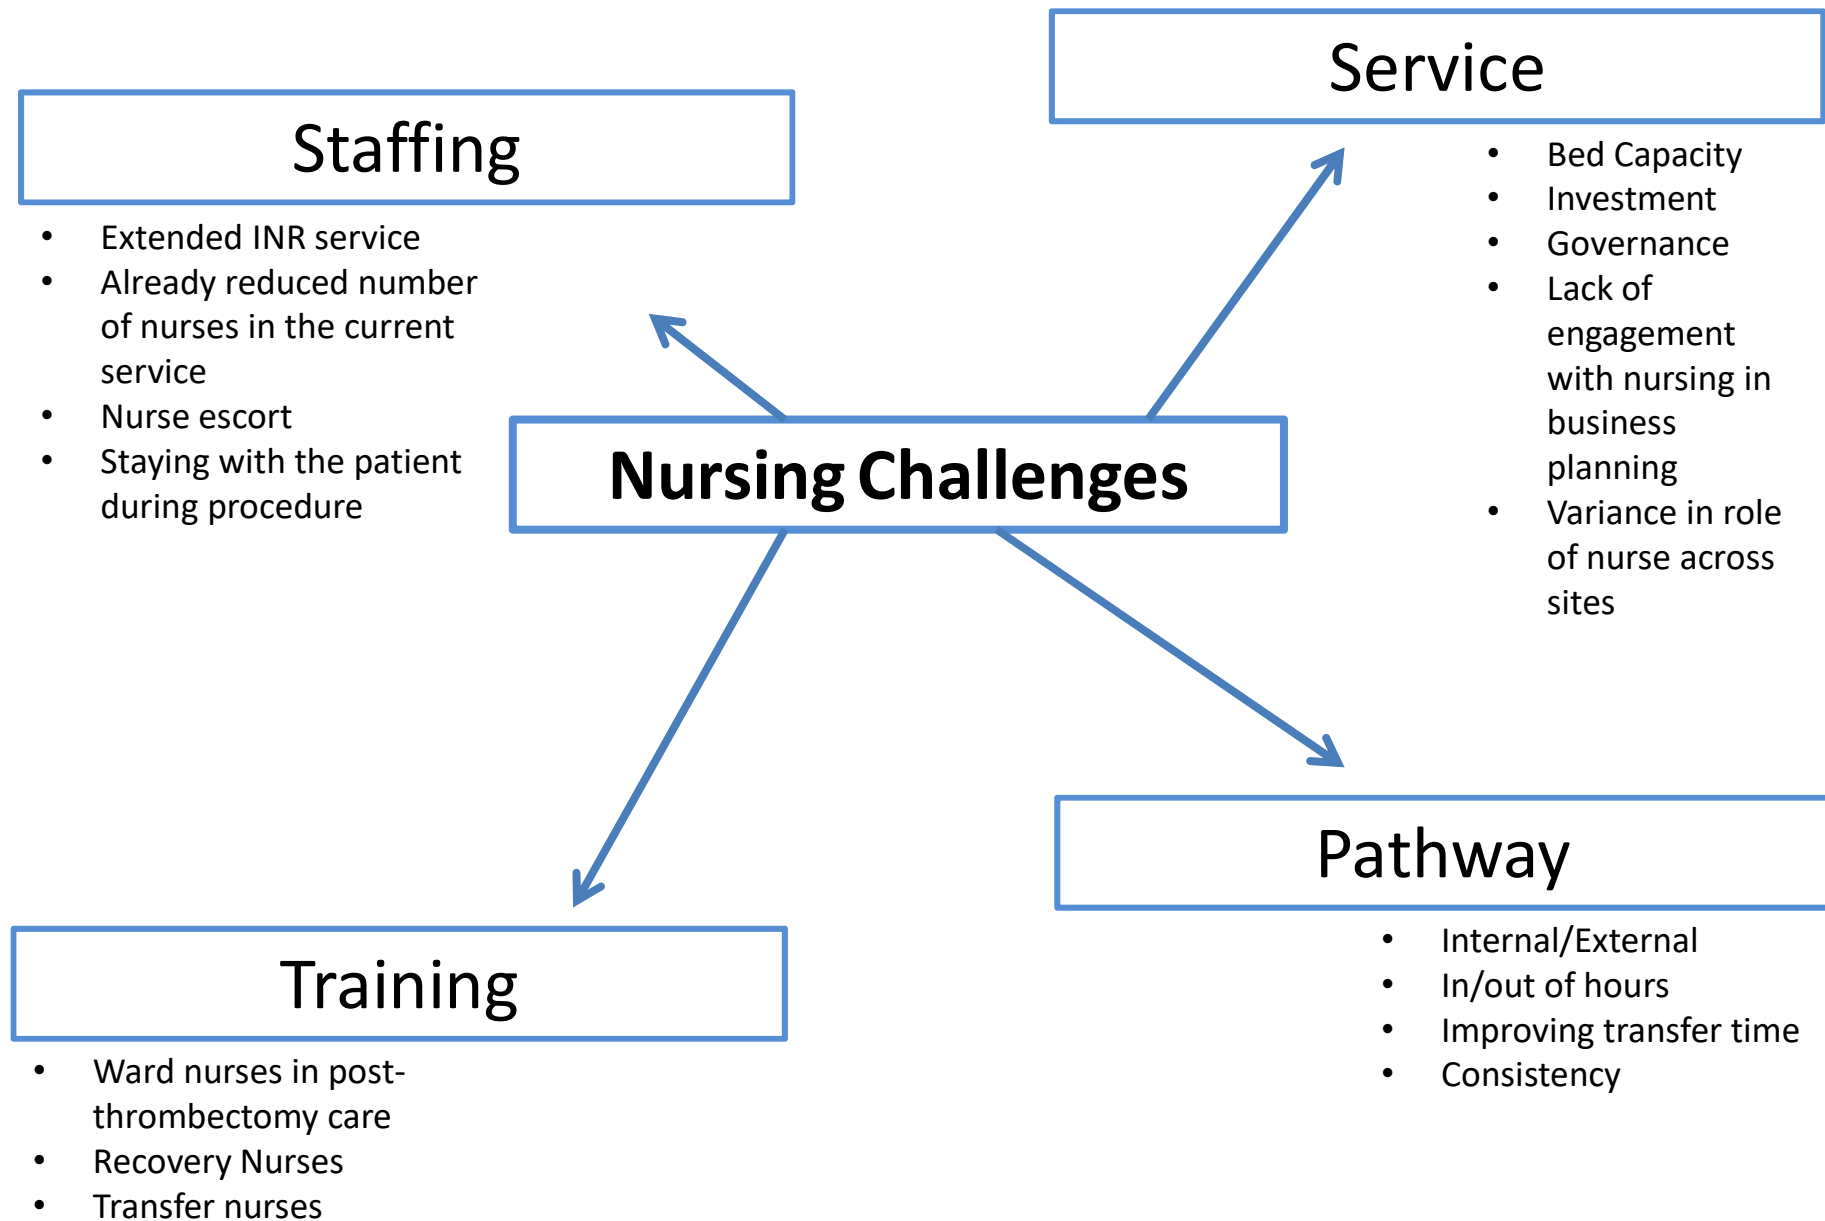 Service
• Bed Capacity
• Investment
• Governance
• Lack of
engagement
with nursing in
business
planning
• Variance in role
of nurse across
sites
Staffing
• Extended INR service
• Already reduced number
of nurses in the current
service
• Nurse escort
• Staying with the patient
during procedure
Nursing Challenges
Pathway
• Internal/External
• In/out of hours
• Improving transfer time
• Consistency
Training
• Ward nurses in post-
thrombectomy care
• Recovery Nurses
• Transfer nurses